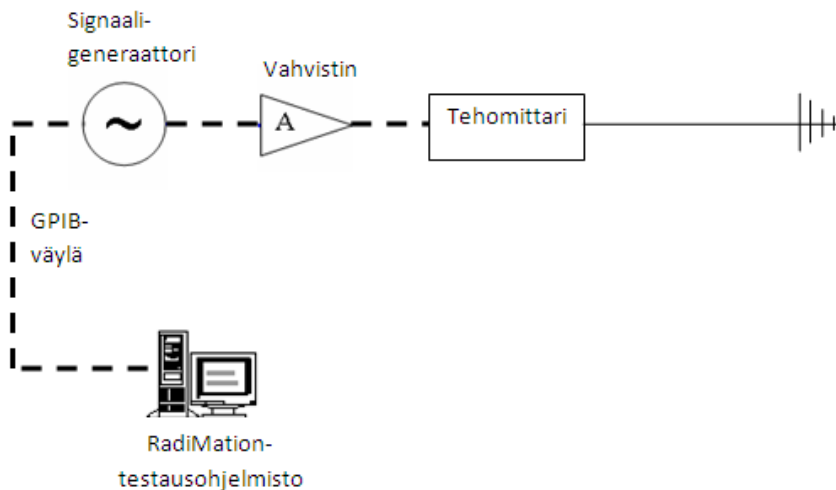 Signaali-
generaattori
Vahvistin
~
A
Tehomittari
GPIB-
väylä
RadiMation-
testausohjelmisto